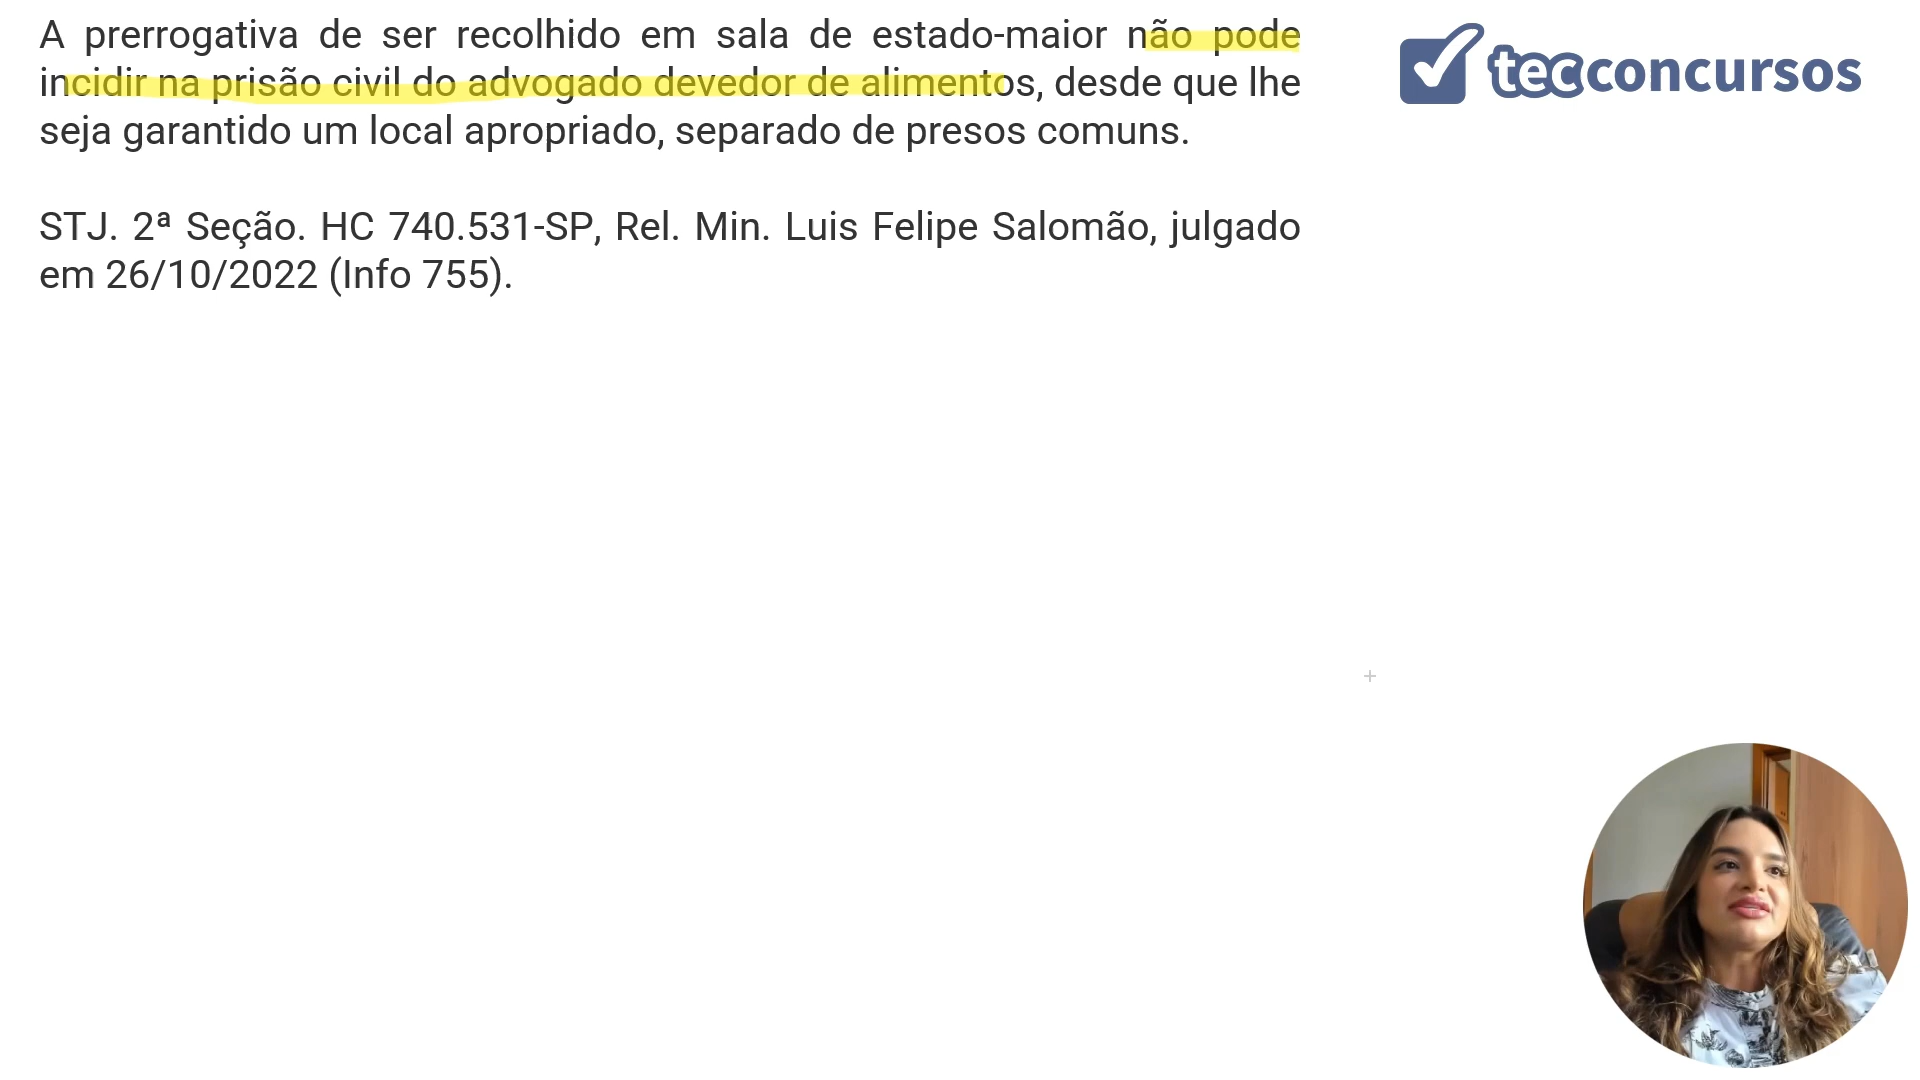 A prerrogativa de ser recolhido em sala de estado-maior não pode
incidir na prisão civil do advogado devedor de alimentos, desde que lhe
seja garantido um local apropriado, separado de presos comuns.
STJ. 2ª Seção. HC 740.531-SP, Rel. Min. Luis Felipe Salomão, julgado
em 26/10/2022 (Info 755).
tecconcursos